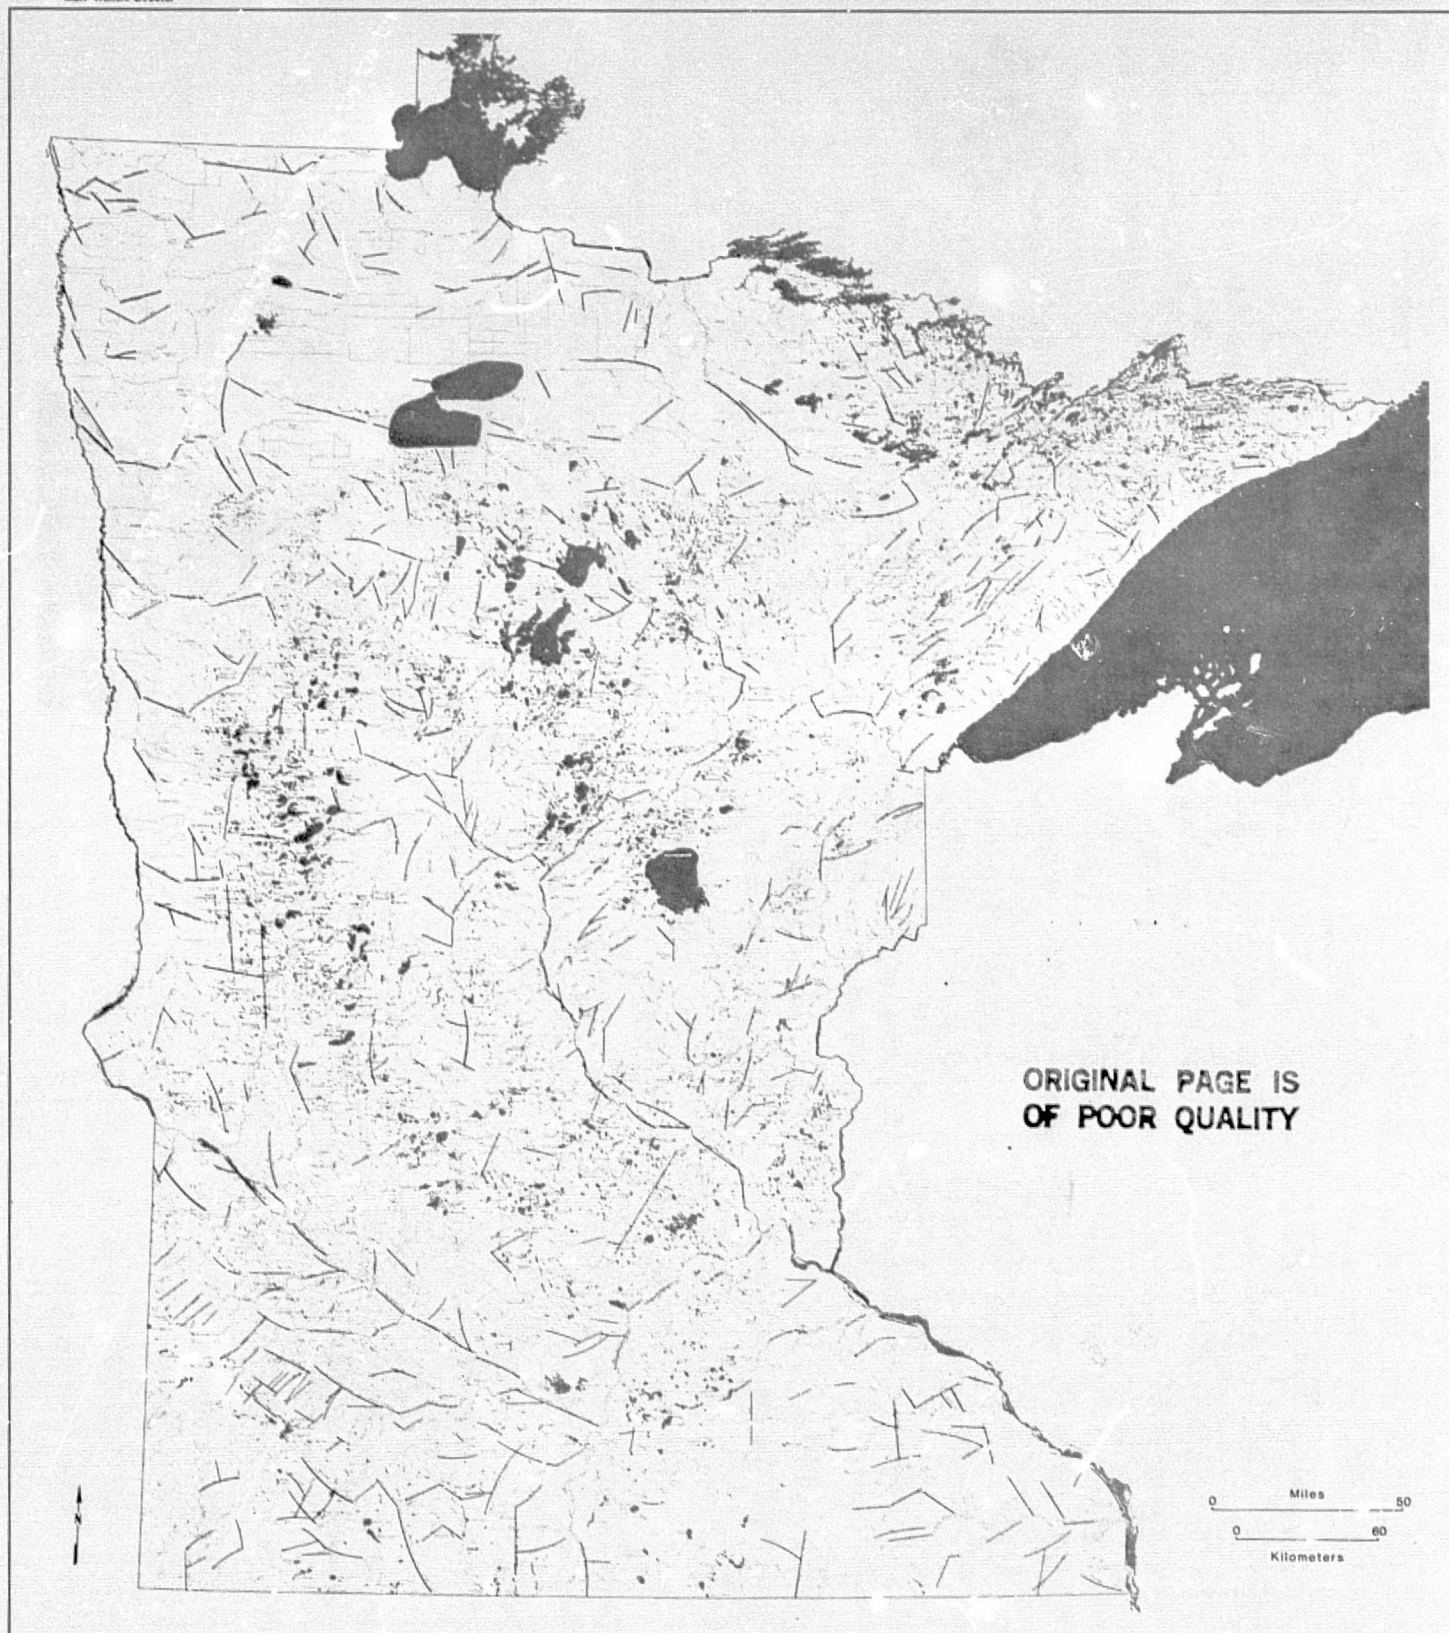 ORIGINAL PAGE IS
OF POOR QUALITY
N
0 Miles 50
0 60
Kilometers